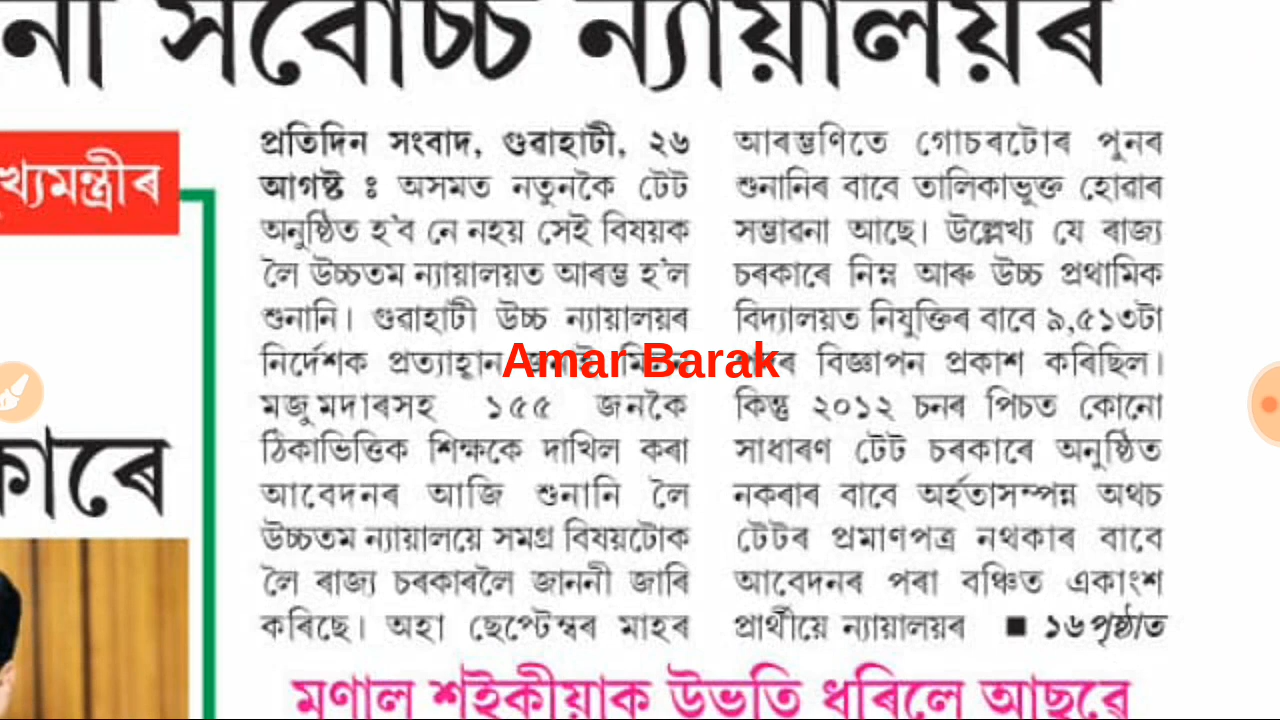 সৰ্বোচ্চ ন্যায়ালয়ৰ
প্ৰতিদিন সংবাদ, গুৱাহাটী, ২৬
আগষ্ট ঃ অসমত নতুনকৈ টেট
অনুষ্ঠিত হ'ব নে নহয় সেই বিষয়ক
লৈ উচ্চতম ন্যায়ালয়ত আৰম্ভ হ'ল
শুনানি। গুৱাহাটী উচ্চ ন্যায়ালয়ৰ
নিৰ্দেশক প্ৰত্যাহ্বান
মজুমদাৰসহ ১৫৫ জনকৈ
ঠিকাভিত্তিক শিক্ষকে দাখিল কৰা
আবেদনৰ আজি শুনানি লৈ
উচ্চতম ন্যায়ালয়ে সমগ্ৰ বিষয়টোক
লৈ ৰাজ্য চৰকাৰলৈ জাননী জাৰি
কৰিছে। অহা ছেপ্টেম্বৰ মাহৰ
আৰম্ভণিতে গোচৰটোৰ পুনৰ
শুনানিৰ বাবে তালিকাভূক্ত হোৱাৰ
সম্ভাৱনা আছে। উল্লেখ্য যে ৰাজ্য
চৰকাৰে নিম্ন আৰু উচ্চ প্ৰাথমিক
বিদ্যালয়ত নিযুক্তিৰ বাবে ৯,৫১৩টা
বিজ্ঞাপন প্ৰকাশ কৰিছিল।
কিন্তু ২০১২ চনৰ পিচত কোনো
সাধাৰণ টেট চৰকাৰে অনুষ্ঠিত
নকৰাৰ বাবে অৰ্হতাসম্পন্ন অথচ
টেটৰ প্ৰমাণপত্ৰ নথকাৰ বাবে
আবেদনৰ পৰা বঞ্চিত একাংশ
প্ৰাৰ্থীয়ে ন্যায়ালয়ৰ ■ ১৬ পৃষ্ঠাত
Amar Barak
মুখ্যমন্ত্ৰীৰ
কাৰে
মৃণাল শইকীয়াক উভতি ধৰিলে আছুৱে